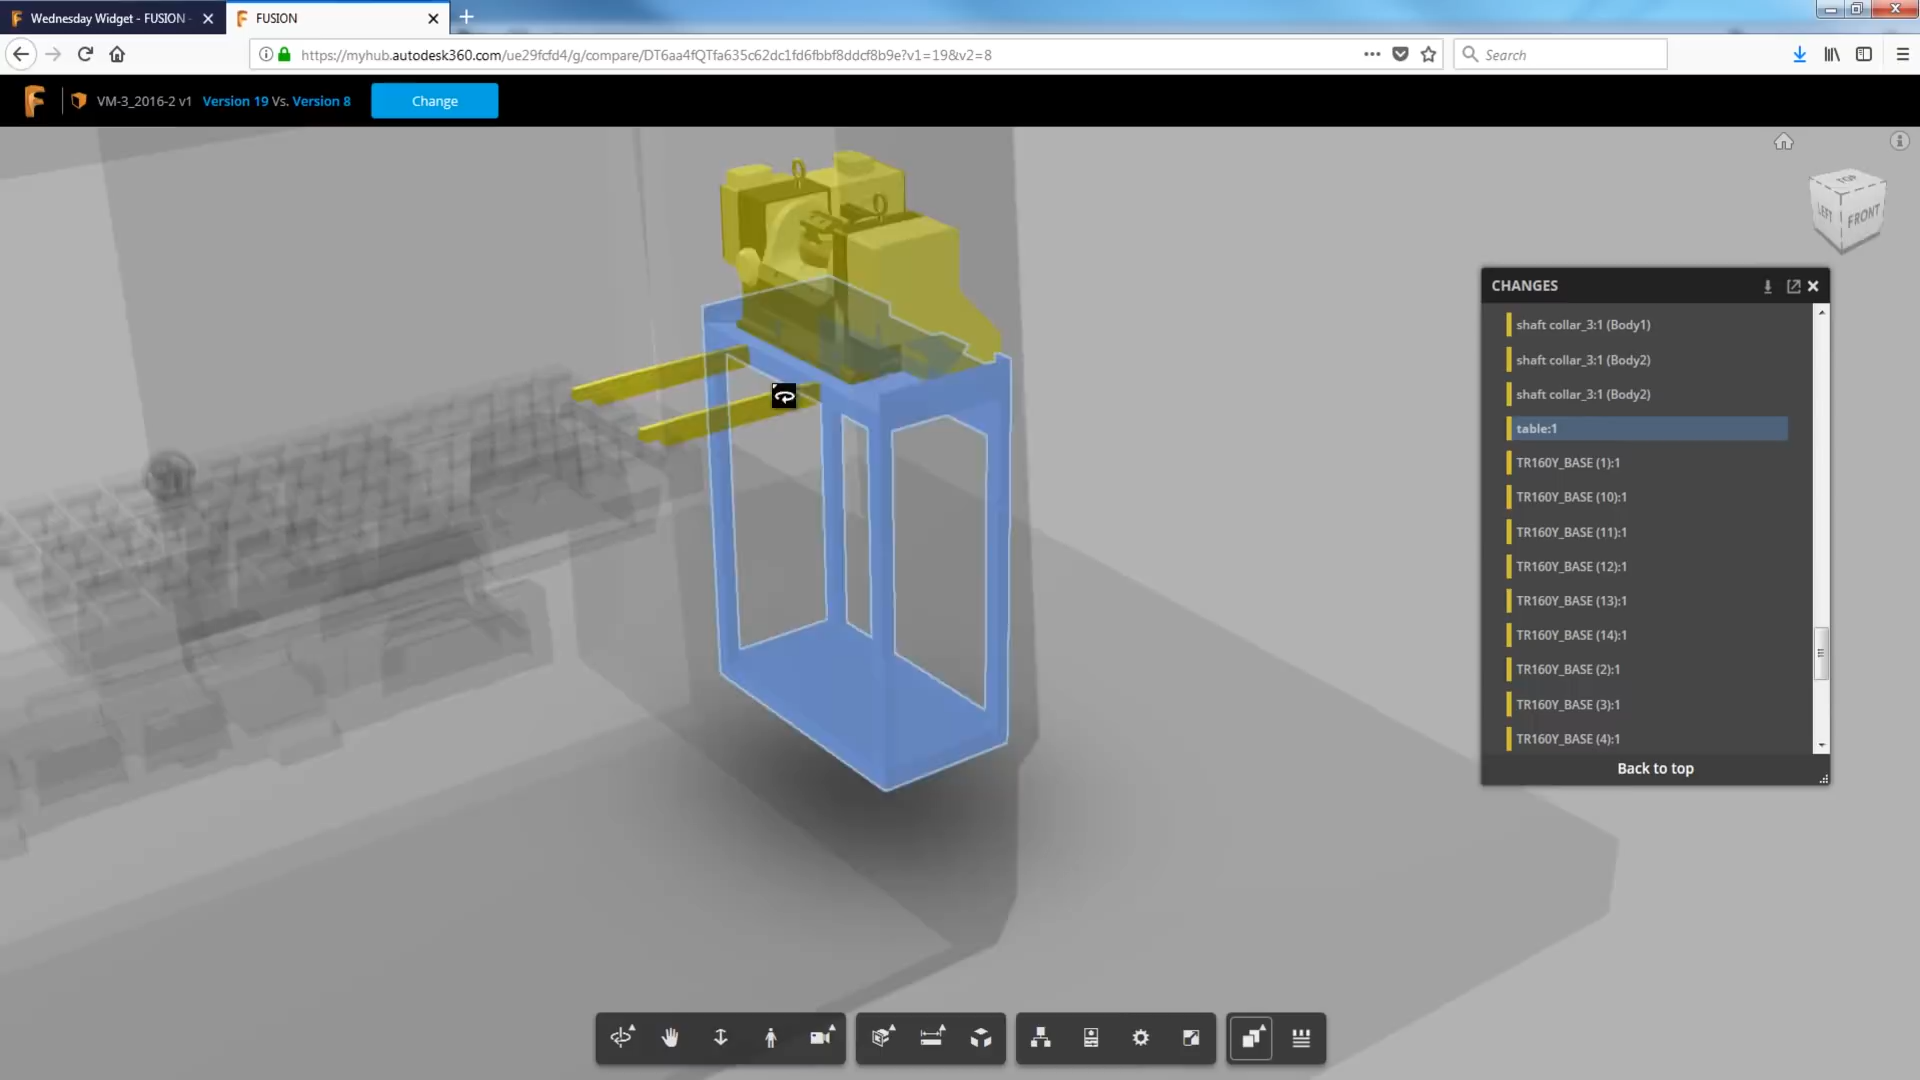 Wednesday Widget - FUSION -
FUSION
https://myhub.autodesk360.com/ue29fcfd4/g/compare/DT6aa4fQTfa635c62dc1fd6fbbf8ddcf8b9e?v1=19&v2=8
Search
VM-3_2016-2 v1 Version 19 Vs. Version 8 Change
TOP
LEFT FRONT
CHANGES
shaft collar_3:1 (Body1)
shaft collar_3:1 (Body2)
shaft collar_3:1 (Body2)
table:1
TR160Y_BASE (1):1
TR160Y_BASE (10):1
TR160Y_BASE (11):1
TR160Y_BASE (12):1
TR160Y_BASE (13):1
TR160Y_BASE (14):1
TR160Y_BASE (2):1
TR160Y_BASE (3):1
TR160Y_BASE (4):1
Back to top